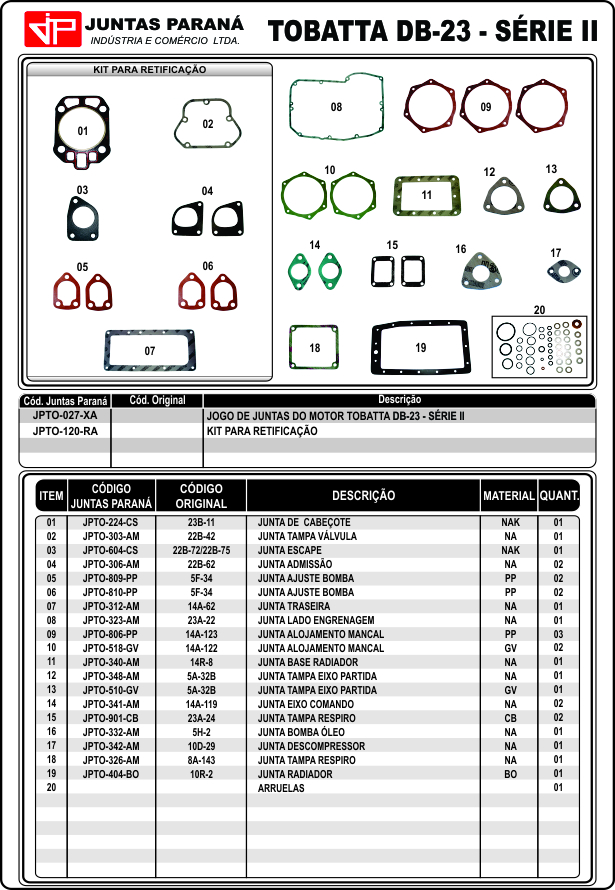 JP JUNTAS PARANÁ
INDÚSTRIA E COMÉRCIO LTDA.
TOBATTA DB-23 - SÉRIE II
KIT PARA RETIFICAÇÃO
01
02
03
04
05
06
07
08
09
10
11
12
13
14
15
16
17
18
19
20
Cód. Juntas Paraná Cód. Original Descrição
JPTO-027-XA JOGO DE JUNTAS DO MOTOR TOBATTA DB-23 - SÉRIE II
JPTO-120-RA KIT PARA RETIFICAÇÃO
ITEM CÓDIGO JUNTAS PARANÁ CÓDIGO ORIGINAL DESCRIÇÃO MATERIAL QUANT.
01 JPTO-224-CS 23B-11 JUNTA DE CABEÇOTE NAK 01
02 JPTO-303-AM 22B-42 JUNTA TAMPA VÁLVULA NA 01
03 JPTO-604-CS 22B-72/22B-75 JUNTA ESCAPE NAK 01
04 JPTO-306-AM 22B-62 JUNTA ADMISSÃO NA 02
05 JPTO-809-PP 5F-34 JUNTA AJUSTE BOMBA PP 02
06 JPTO-810-PP 5F-34 JUNTA AJUSTE BOMBA PP 02
07 JPTO-312-AM 14A-62 JUNTA TRASEIRA NA 01
08 JPTO-323-AM 23A-22 JUNTA LADO ENGRENAGEM NA 01
09 JPTO-806-PP 14A-123 JUNTA ALOJAMENTO MANCAL PP 03
10 JPTO-518-GV 14A-122 JUNTA ALOJAMENTO MANCAL GV 02
11 JPTO-340-AM 14R-8 JUNTA BASE RADIADOR NA 01
12 JPTO-348-AM 5A-32B JUNTA TAMPA EIXO PARTIDA NA 01
13 JPTO-510-GV 5A-32B JUNTA TAMPA EIXO PARTIDA GV 01
14 JPTO-341-AM 14A-119 JUNTA EIXO COMANDO NA 02
15 JPTO-901-CB 23A-24 JUNTA TAMPA RESPIRO CB 02
16 JPTO-332-AM 5H-2 JUNTA BOMBA ÓLEO NA 01
17 JPTO-342-AM 10D-29 JUNTA DESCOMPRESSOR NA 01
18 JPTO-326-AM 8A-143 JUNTA TAMPA RESPIRO NA 01
19 JPTO-404-BO 10R-2 JUNTA RADIADOR BO 01
20 ARRUELAS 01